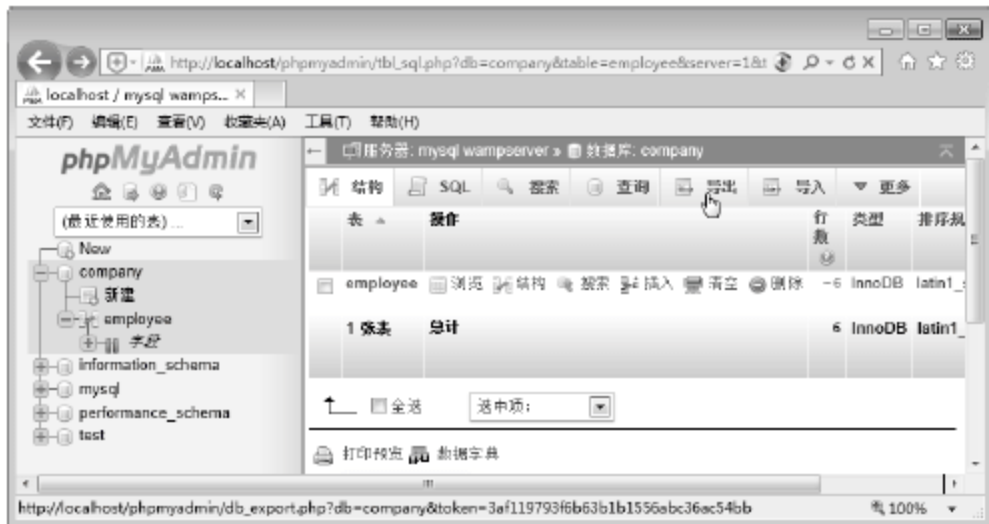 http://localhost/phpmyadmin/tbl_sql.php?db=company&table=employee&server=1&t
localhost / mysql wamps...
文件(F) 编辑(E) 查看(V) 收藏夹(A) 工具(T) 帮助(H)
phpMyAdmin
(最近使用的表) ...
New
company
新建
employee
字段
information_schema
mysql
performance_schema
test
服务器: mysql wampserver » 数据库: company
结构 SQL 搜索 查询 导出 导入 更多
表 操作 行数 类型 排序规
employee 浏览 结构 搜索 插入 清空 删除 ~6 InnoDB latin1_
1 张表 总计 6 InnoDB latin1_
全选 选中项:
打印预览 数据字典
http://localhost/phpmyadmin/db_export.php?db=company&token=3af119793f6b63b1b1556abc36ac54bb
100%